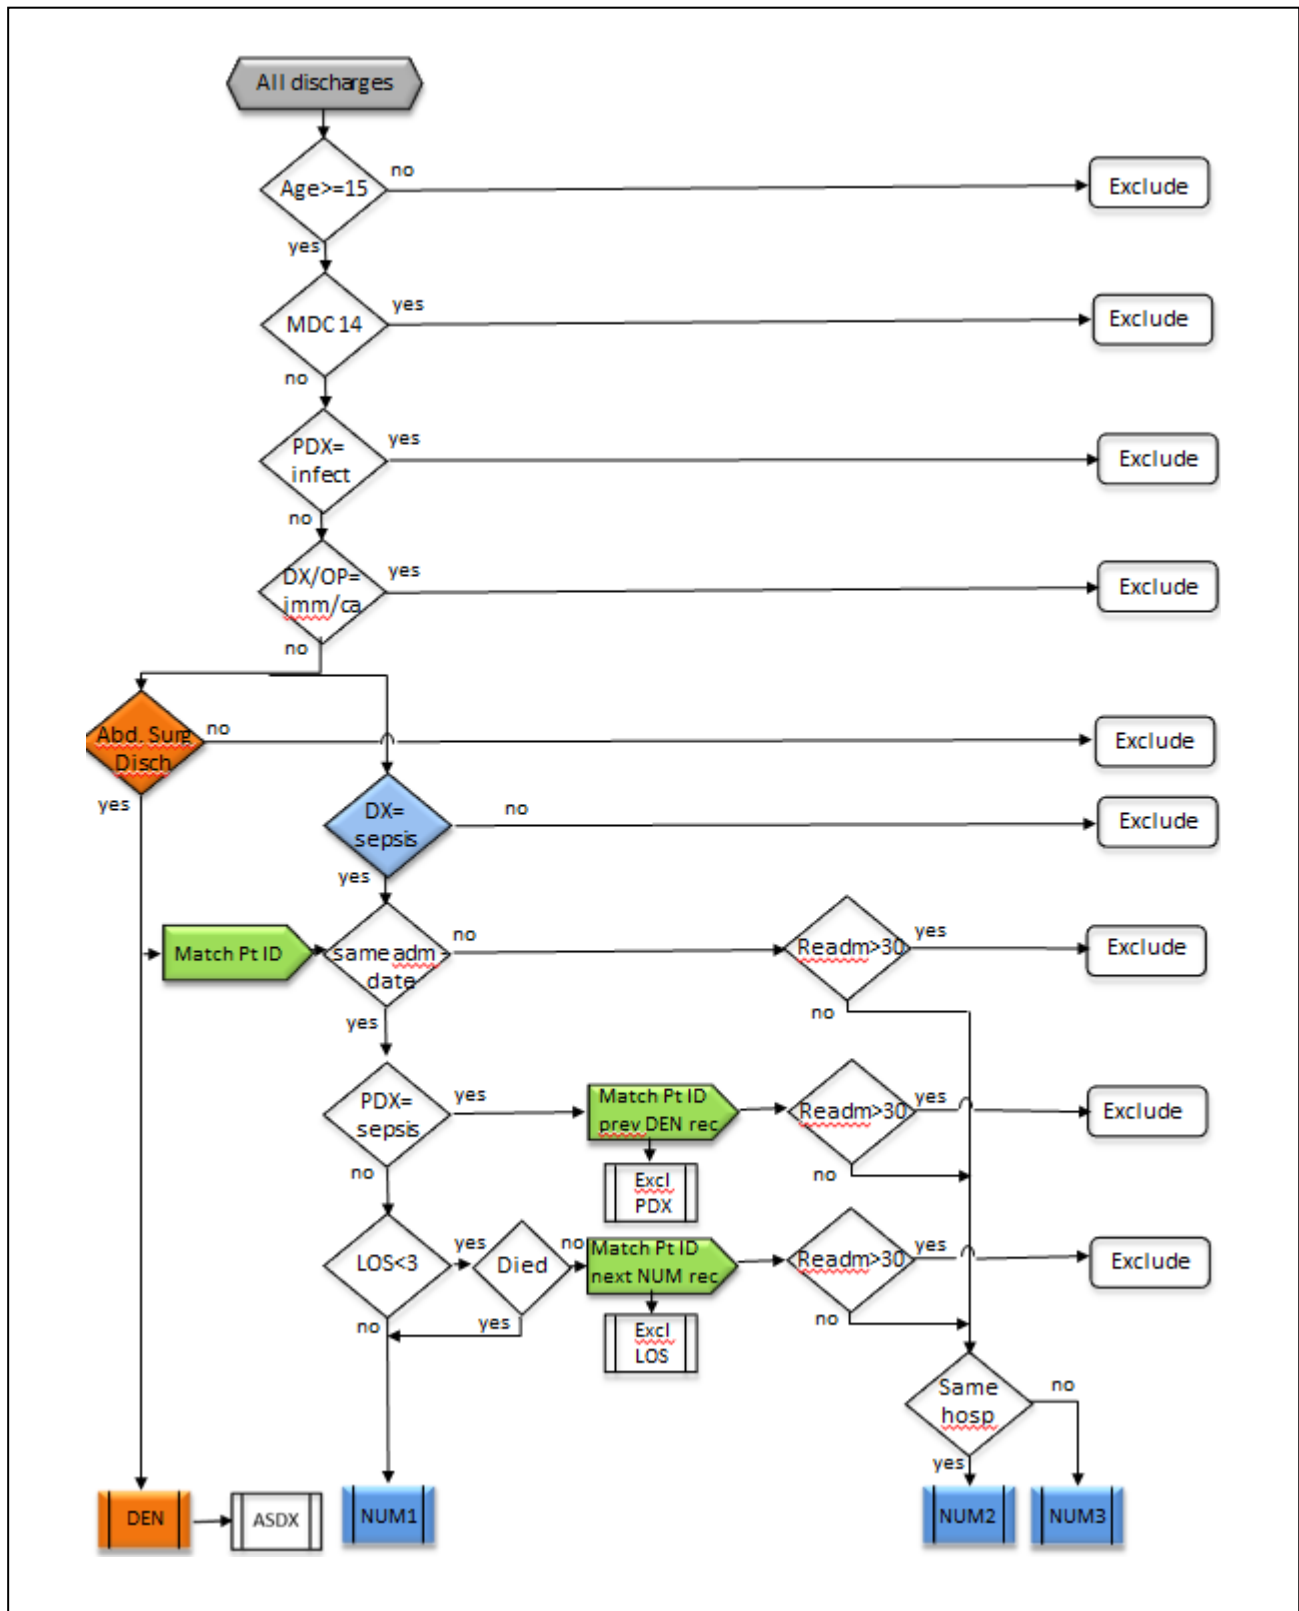 All discharges
Age>=15
no
Exclude
yes
MDC 14
yes
Exclude
no
PDX=
infect
yes
Exclude
no
DX/OP=
imm/ca
yes
Exclude
no
Abd. Surg
Disch
no
Exclude
yes
DX=
sepsis
no
Exclude
yes
Match Pt ID
same adm
date
no
Readm>30
yes
Exclude
yes
no
PDX=
sepsis
yes
Match Pt ID
prev DEN rec
Readm>30
yes
Exclude
no
Excl
PDX
no
LOS<3
yes
Died
no
Match Pt ID
next NUM rec
Readm>30
yes
Exclude
no
yes
Excl
LOS
no
Same
hosp
no
yes
DEN
ASDX
NUM1
NUM2
NUM3